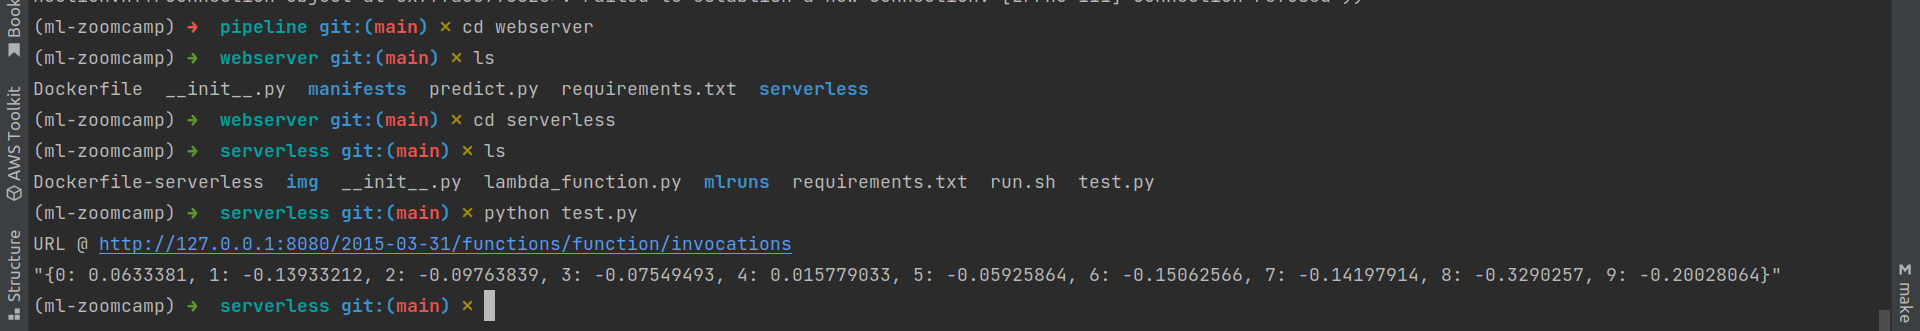 (ml-zoomcamp) ➜  pipeline git:(main) ✗ cd webserver
(ml-zoomcamp) ➜  webserver git:(main) ✗ ls
Dockerfile  __init__.py  manifests  predict.py  requirements.txt  serverless
(ml-zoomcamp) ➜  webserver git:(main) ✗ cd serverless
(ml-zoomcamp) ➜  serverless git:(main) ✗ ls
Dockerfile-serverless  img  __init__.py  lambda_function.py  mlruns  requirements.txt  run.sh  test.py
(ml-zoomcamp) ➜  serverless git:(main) ✗ python test.py
URL @ http://127.0.0.1:8080/2015-03-31/functions/function/invocations
"{0: 0.0633381, 1: -0.13933212, 2: -0.09763839, 3: -0.07549493, 4: 0.015779033, 5: -0.05925864, 6: -0.15062566, 7: -0.14197914, 8: -0.3290257, 9: -0.20028064}"
(ml-zoomcamp) ➜  serverless git:(main) ✗
Book
AWS Toolkit
Structure
make